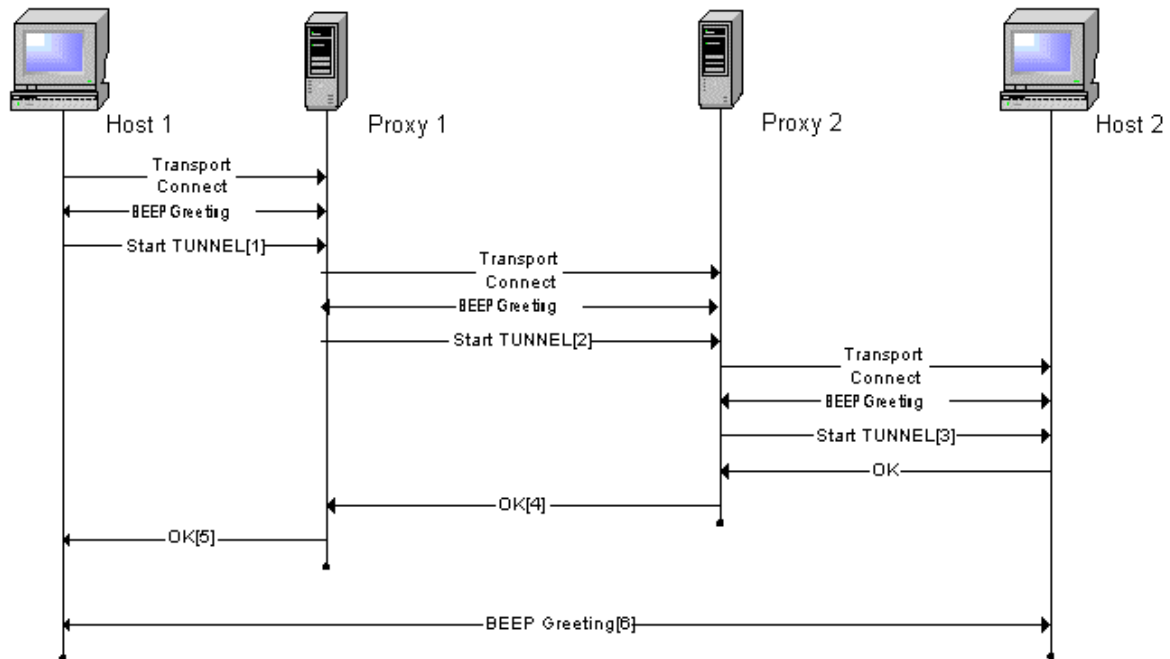 Host 1
Proxy 1
Proxy 2
Host 2
Transport
Connect
BEEP Greeting
Start TUNNEL[1]
Transport
Connect
BEEP Greeting
Start TUNNEL[2]
Transport
Connect
BEEP Greeting
Start TUNNEL[3]
OK
OK[4]
OK[5]
BEEP Greeting[6]